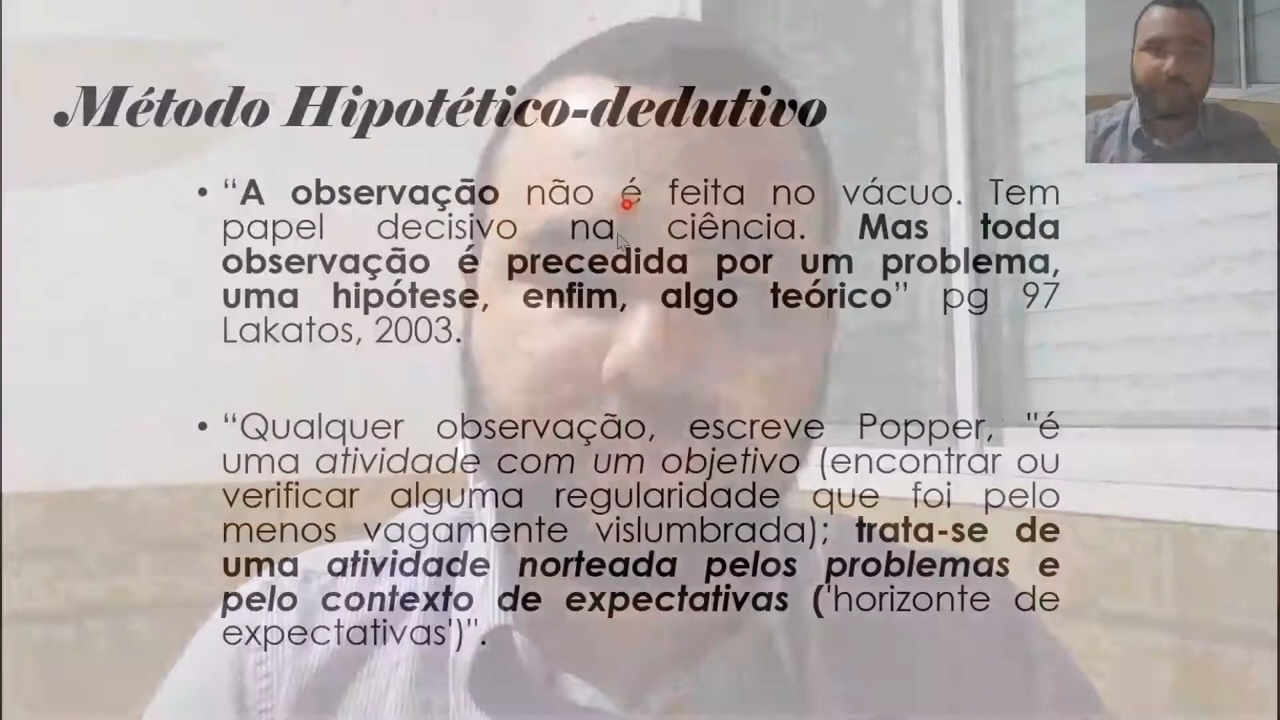 Método Hipotético-dedutivo
• “A observação não é feita no vácuo. Tem
papel decisivo na ciência. Mas toda
observação é precedida por um problema,
uma hipótese, enfim, algo teórico” pg 97
Lakatos, 2003.
• “Qualquer observação, escreve Popper, "é
uma atividade com um objetivo (encontrar ou
verificar alguma regularidade que foi pelo
menos vagamente vislumbrada); trata-se de
uma atividade norteada pelos problemas e
pelo contexto de expectativas ('horizonte de
expectativas')".